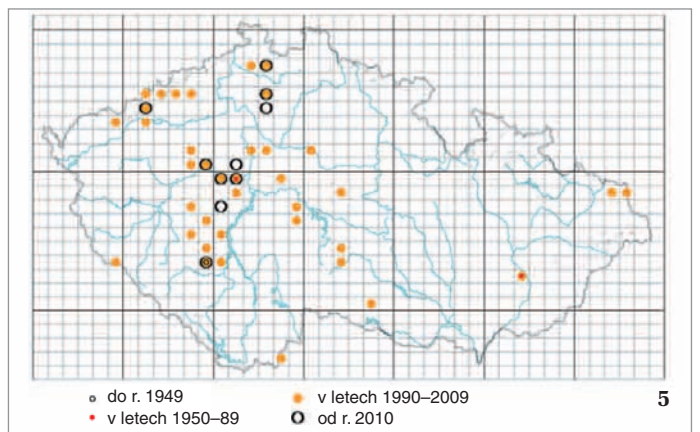 do r. 1949
v letech 1950–89
v letech 1990–2009
od r. 2010
5